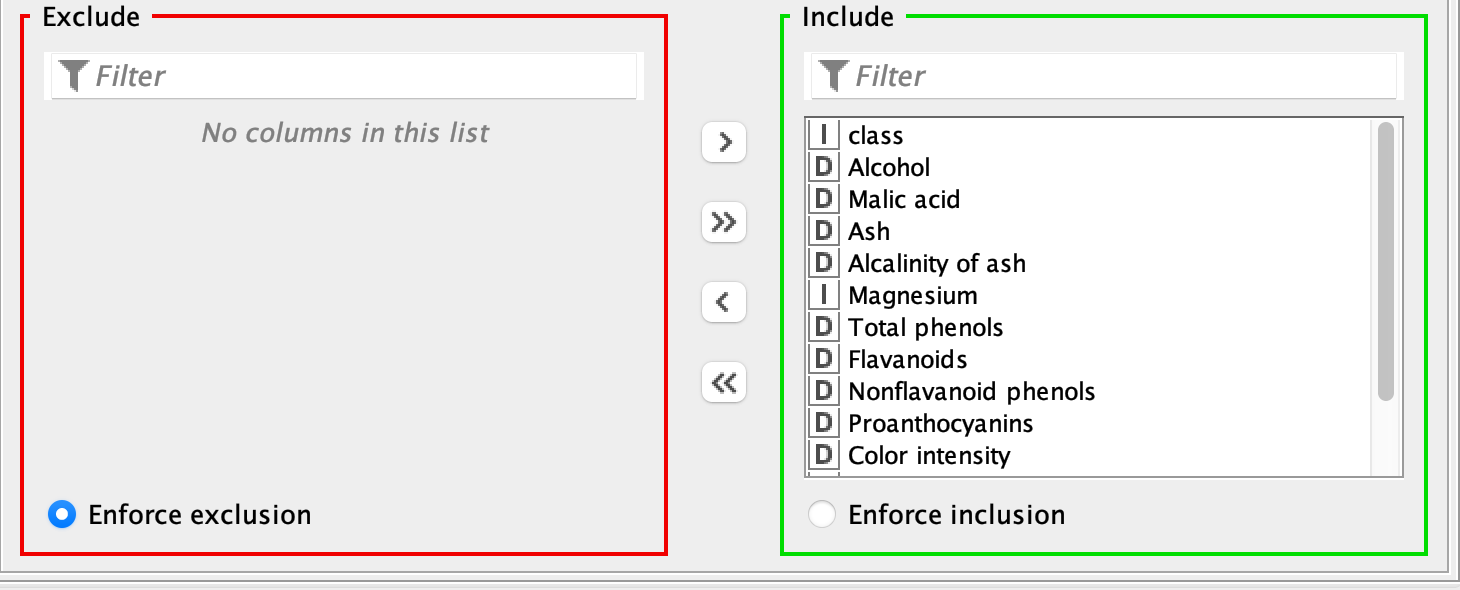 Exclude
Filter
No columns in this list
Enforce exclusion
>
>>
<
<<
Include
Filter
I class
D Alcohol
D Malic acid
D Ash
D Alcalinity of ash
I Magnesium
D Total phenols
D Flavanoids
D Nonflavanoid phenols
D Proanthocyanins
D Color intensity
Enforce inclusion